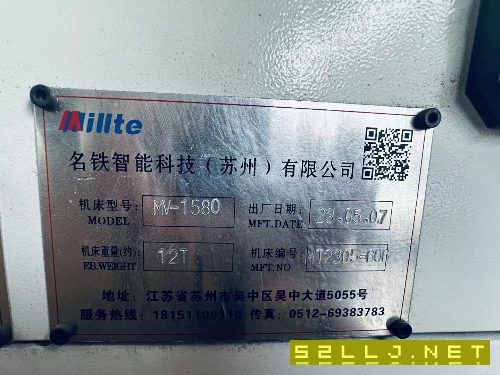 Millte
名铁智能科技（苏州）有限公司
机床型号: MV-1580 出厂日期:
MODEL MFT.DATE
机床重量(约): 12T 机床编号:
EB.WEIGHT MFT.NO
地址: 江苏省苏州市吴中区吴中大道5055号
服务热线: 传真: 0512-69383783
52LLJ.NET